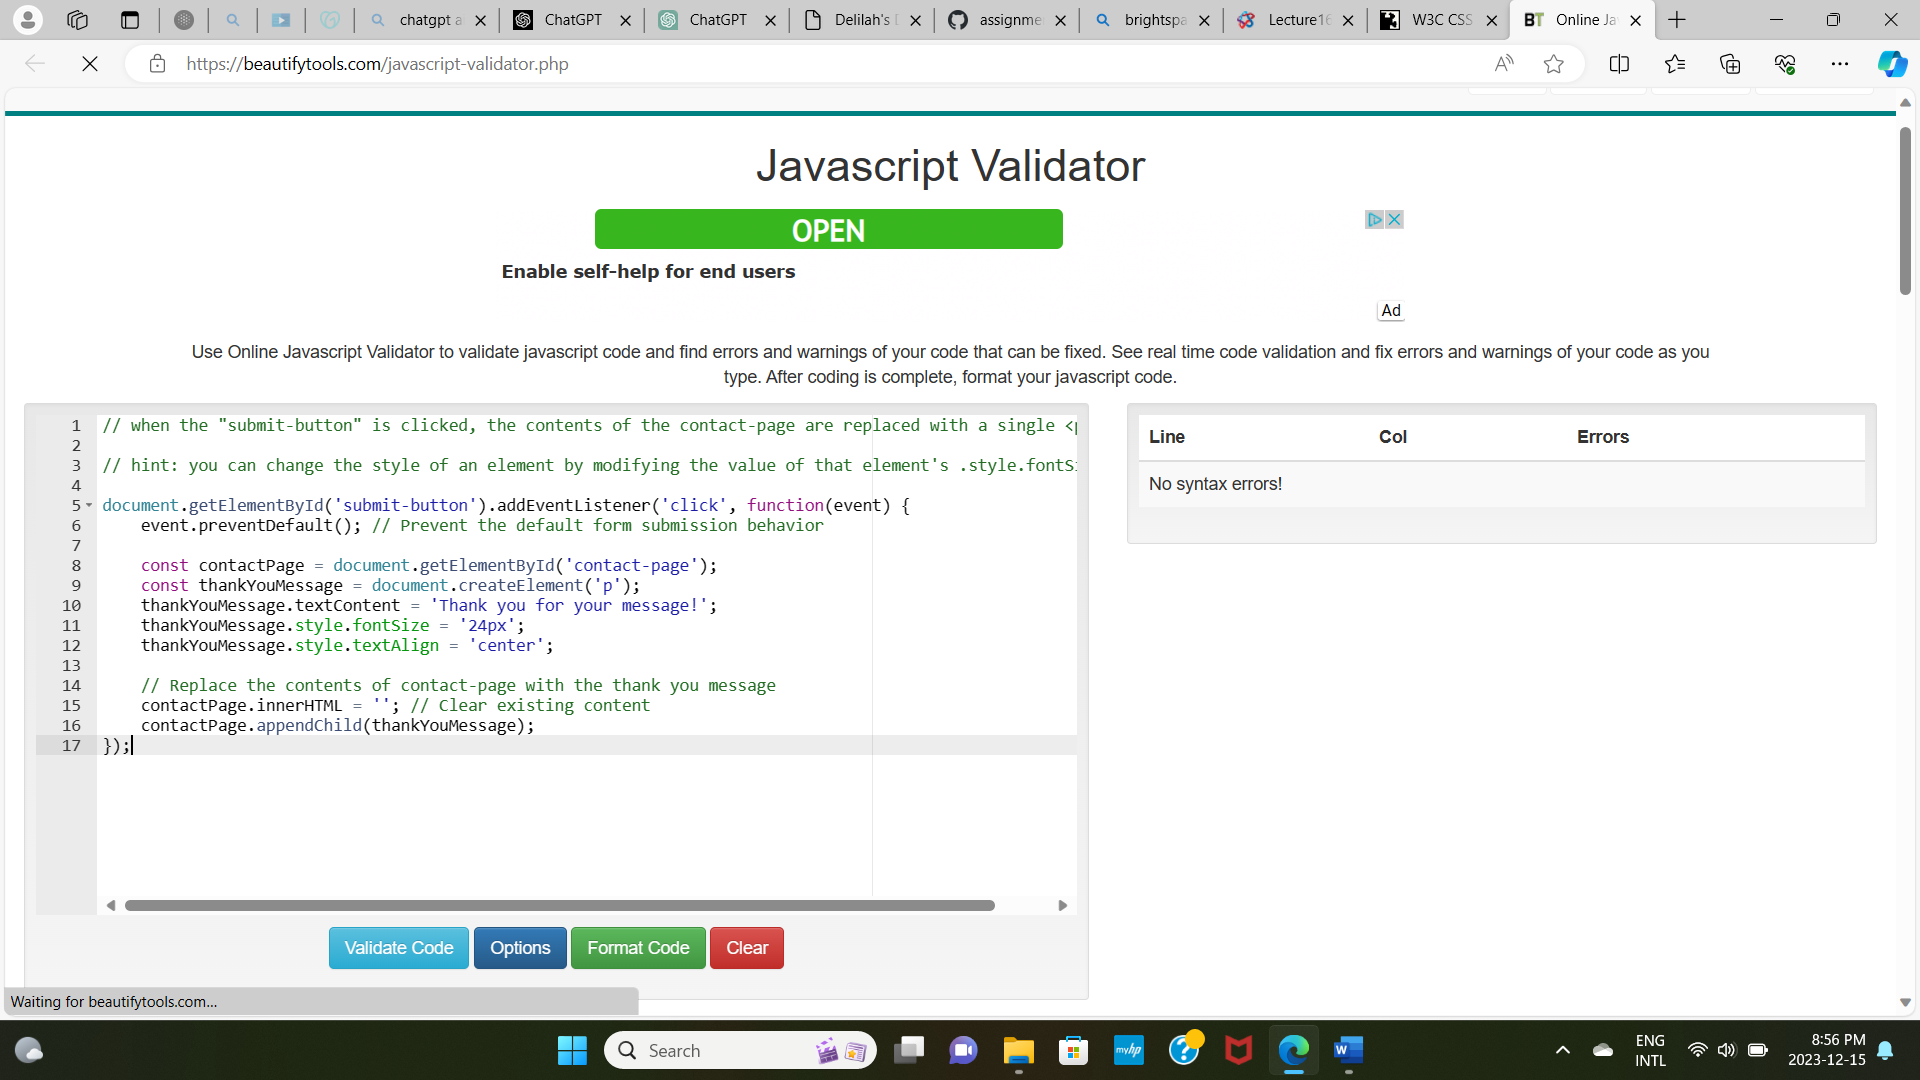 chatgpt a
ChatGPT
ChatGPT
Delilah's
assignme
brightspa
Lecture16
W3C CSS
BT Online Ja
https://beautifytools.com/javascript-validator.php
Javascript Validator
OPEN
Enable self-help for end users
Ad
Use Online Javascript Validator to validate javascript code and find errors and warnings of your code that can be fixed. See real time code validation and fix errors and warnings of your code as you
type. After coding is complete, format your javascript code.
1 // when the "submit-button" is clicked, the contents of the contact-page are replaced with a single <p
2
3 // hint: you can change the style of an element by modifying the value of that element's .style.fontSi
4
5 document.getElementById('submit-button').addEventListener('click', function(event) {
6 event.preventDefault(); // Prevent the default form submission behavior
7
8 const contactPage = document.getElementById('contact-page');
9 const thankYouMessage = document.createElement('p');
10 thankYouMessage.textContent = 'Thank you for your message!';
11 thankYouMessage.style.fontSize = '24px';
12 thankYouMessage.style.textAlign = 'center';
13
14 // Replace the contents of contact-page with the thank you message
15 contactPage.innerHTML = ''; // Clear existing content
16 contactPage.appendChild(thankYouMessage);
17 });
Line Col Errors
No syntax errors!
Validate Code
Options
Format Code
Clear
Waiting for beautifytools.com...
Search
myhp
W
ENG
INTL
8:56 PM
2023-12-15